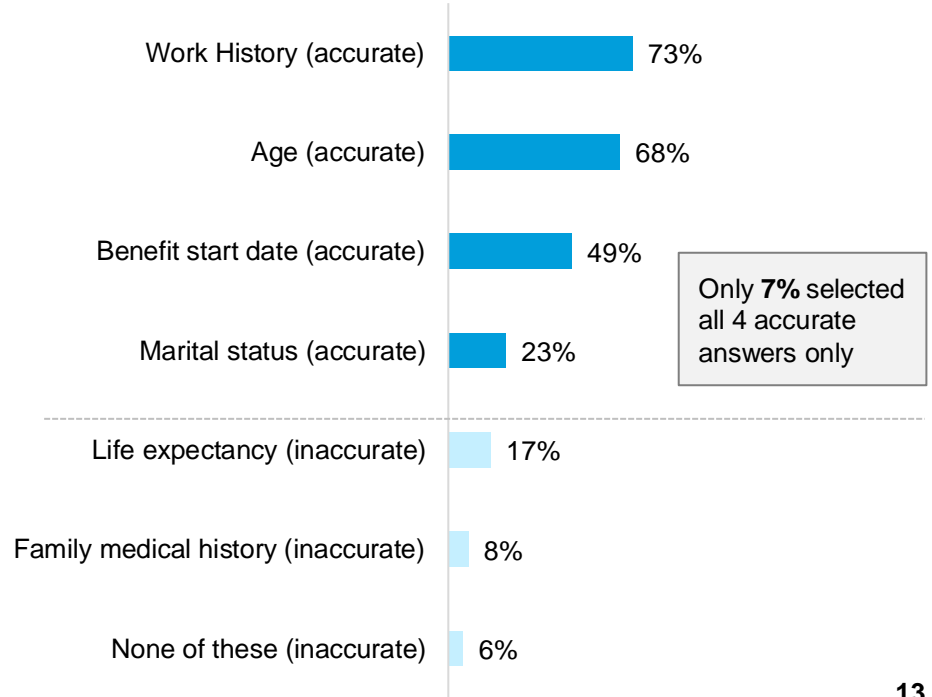 Work History (accurate) 73%
Age (accurate) 68%
Benefit start date (accurate) 49%
Only 7% selected
all 4 accurate
answers only
Marital status (accurate) 23%
Life expectancy (inaccurate) 17%
Family medical history (inaccurate) 8%
None of these (inaccurate) 6%
13